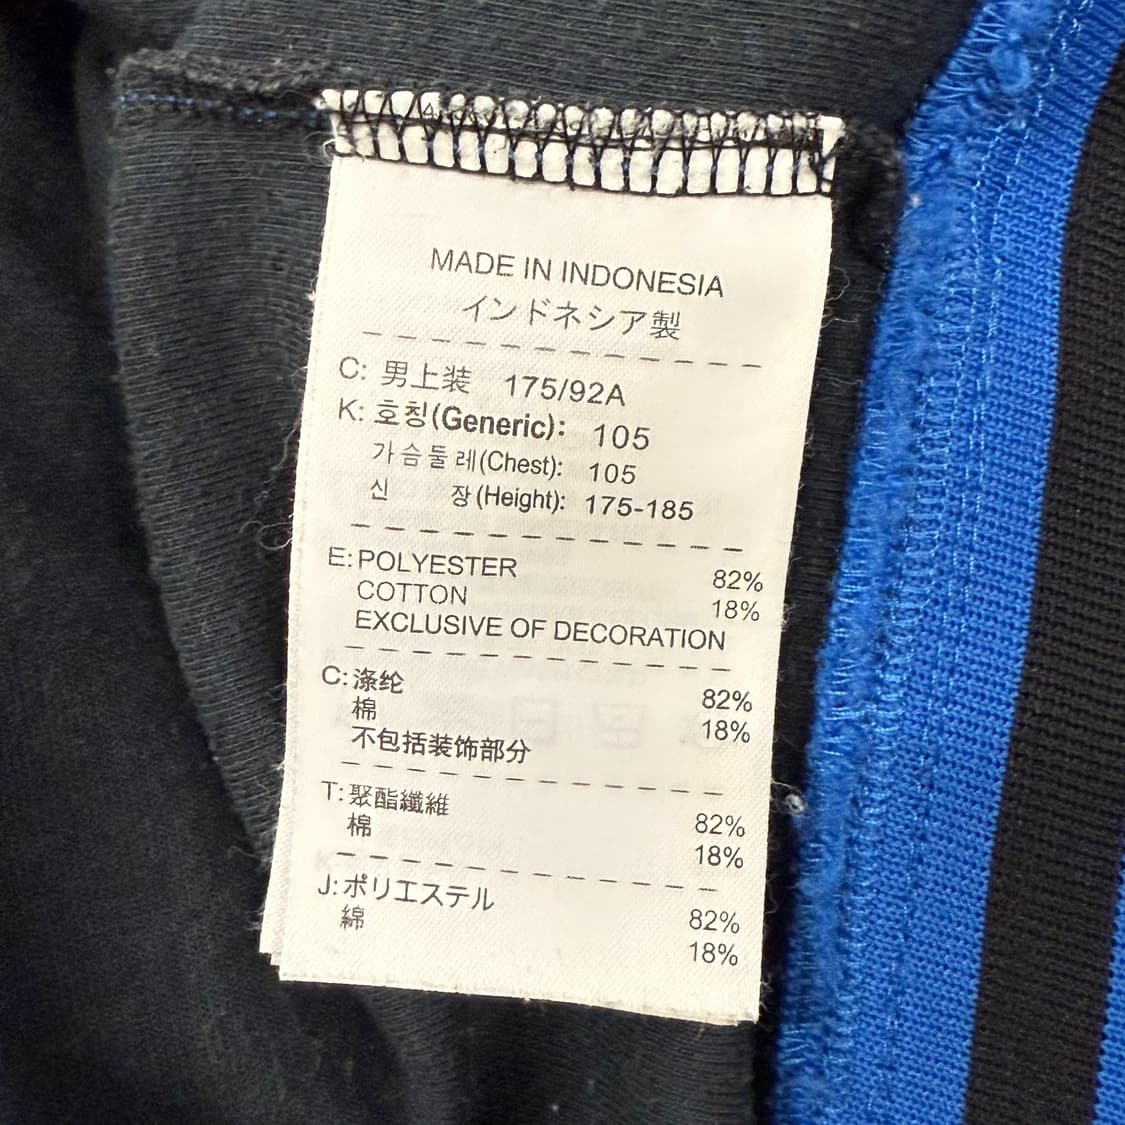 MADE IN INDONESIA
インドネシア製
C: 男上装 175/92A
K: 호칭(Generic): 105
가슴둘레(Chest): 105
신 장(Height): 175-185
E: POLYESTER 82%
COTTON 18%
EXCLUSIVE OF DECORATION
C: 涤纶 82%
棉 18%
不包括装饰部分
T: 聚酯纖維 82%
棉 18%
J: ポリエステル 82%
綿 18%